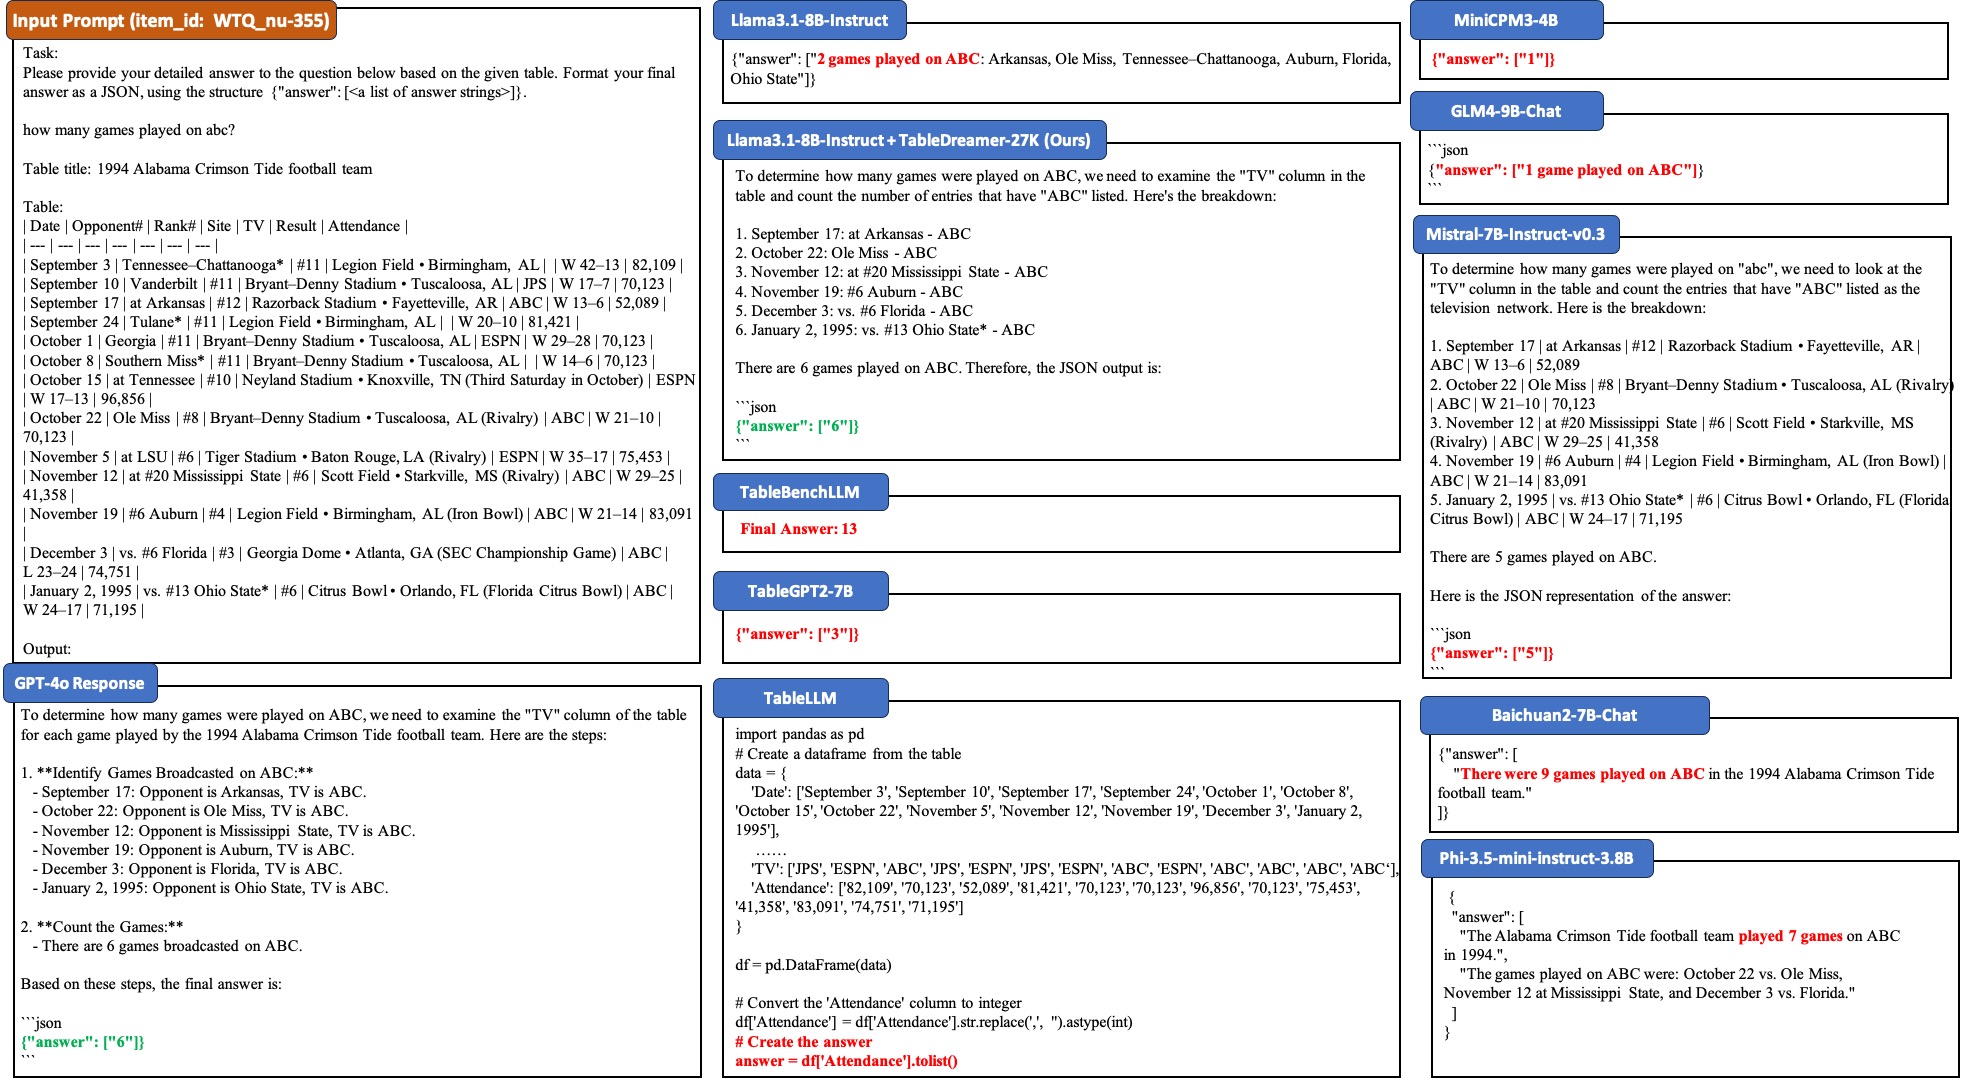 Input Prompt (item_id: WTQ_nu-355)
Task:
Please provide your detailed answer to the question below based on the given table. Format your final
answer as a JSON, using the structure {"answer": [<a list of answer strings>]}.
how many games played on abc?
Table title: 1994 Alabama Crimson Tide football team
Table:
| Date | Opponent# | Rank# | Site | TV | Result | Attendance |
| --- | --- | --- | --- | --- | --- | --- |
| September 3 | Tennessee–Chattanooga* | #11 | Legion Field • Birmingham, AL | | W 42–13 | 82,109 |
| September 10 | Vanderbilt | #11 | Bryant–Denny Stadium • Tuscaloosa, AL | JPS | W 17–7 | 70,123 |
| September 17 | at Arkansas | #12 | Razorback Stadium • Fayetteville, AR | ABC | W 13–6 | 52,089 |
| September 24 | Tulane* | #11 | Legion Field • Birmingham, AL | | W 20–10 | 81,421 |
| October 1 | Georgia | #11 | Bryant–Denny Stadium • Tuscaloosa, AL | ESPN | W 29–28 | 70,123 |
| October 8 | Southern Miss* | #11 | Bryant–Denny Stadium • Tuscaloosa, AL | | W 14–6 | 70,123 |
| October 15 | at Tennessee | #10 | Neyland Stadium • Knoxville, TN (Third Saturday in October) | ESPN
| W 17–13 | 96,856 |
| October 22 | Ole Miss | #8 | Bryant–Denny Stadium • Tuscaloosa, AL (Rivalry) | ABC | W 21–10 |
70,123 |
| November 5 | at LSU | #6 | Tiger Stadium • Baton Rouge, LA (Rivalry) | ESPN | W 35–17 | 75,453 |
| November 12 | at #20 Mississippi State | #6 | Scott Field • Starkville, MS (Rivalry) | ABC | W 29–25 |
41,358 |
| November 19 | #6 Auburn | #4 | Legion Field • Birmingham, AL (Iron Bowl) | ABC | W 21–14 | 83,091
|
| December 3 | vs. #6 Florida | #3 | Georgia Dome • Atlanta, GA (SEC Championship Game) | ABC |
L 23–24 | 74,751 |
| January 2, 1995 | vs. #13 Ohio State* | #6 | Citrus Bowl • Orlando, FL (Florida Citrus Bowl) | ABC |
W 24–17 | 71,195 |
Output:
GPT-4o Response
To determine how many games were played on ABC, we need to examine the "TV" column of the table
for each game played by the 1994 Alabama Crimson Tide football team. Here are the steps:
1. **Identify Games Broadcasted on ABC:**
- September 17: Opponent is Arkansas, TV is ABC.
- October 22: Opponent is Ole Miss, TV is ABC.
- November 12: Opponent is Mississippi State, TV is ABC.
- November 19: Opponent is Auburn, TV is ABC.
- December 3: Opponent is Florida, TV is ABC.
- January 2, 1995: Opponent is Ohio State, TV is ABC.
2. **Count the Games:**
- There are 6 games broadcasted on ABC.
Based on these steps, the final answer is:
```json
{"answer": ["6"]}
```
Llama3.1-8B-Instruct
{"answer": ["2 games played on ABC: Arkansas, Ole Miss, Tennessee–Chattanooga, Auburn, Florida,
Ohio State"]}
Llama3.1-8B-Instruct + TableDreamer-27K (Ours)
To determine how many games were played on ABC, we need to examine the "TV" column in the
table and count the number of entries that have "ABC" listed. Here's the breakdown:
1. September 17: at Arkansas - ABC
2. October 22: Ole Miss - ABC
3. November 12: at #20 Mississippi State - ABC
4. November 19: #6 Auburn - ABC
5. December 3: vs. #6 Florida - ABC
6. January 2, 1995: vs. #13 Ohio State* - ABC
There are 6 games played on ABC. Therefore, the JSON output is:
```json
{"answer": ["6"]}
```
TableBenchLLM
Final Answer: 13
TableGPT2-7B
{"answer": ["3"]}
TableLLM
import pandas as pd
# Create a dataframe from the table
data = {
'Date': ['September 3', 'September 10', 'September 17', 'September 24', 'October 1', 'October 8',
'October 15', 'October 22', 'November 5', 'November 12', 'November 19', 'December 3', 'January 2,
1995'],
……
'TV': ['JPS', 'ESPN', 'ABC', 'JPS', 'ESPN', 'JPS', 'ESPN', 'ABC', 'ESPN', 'ABC', 'ABC', 'ABC', 'ABC‘],
'Attendance': ['82,109', '70,123', '52,089', '81,421', '70,123', '70,123', '96,856', '70,123', '75,453',
'41,358', '83,091', '74,751', '71,195']
}
df = pd.DataFrame(data)
# Convert the 'Attendance' column to integer
df['Attendance'] = df['Attendance'].str.replace(',', '').astype(int)
# Create the answer
answer = df['Attendance'].tolist()
MiniCPM3-4B
{"answer": ["1"]}
GLM4-9B-Chat
```json
{"answer": ["1 game played on ABC"]}
```
Mistral-7B-Instruct-v0.3
To determine how many games were played on "abc", we need to look at the
"TV" column in the table and count the entries that have "ABC" listed as the
television network. Here is the breakdown:
1. September 17 | at Arkansas | #12 | Razorback Stadium • Fayetteville, AR |
ABC | W 13–6 | 52,089
2. October 22 | Ole Miss | #8 | Bryant–Denny Stadium • Tuscaloosa, AL (Rivalry)
| ABC | W 21–10 | 70,123
3. November 12 | at #20 Mississippi State | #6 | Scott Field • Starkville, MS
(Rivalry) | ABC | W 29–25 | 41,358
4. November 19 | #6 Auburn | #4 | Legion Field • Birmingham, AL (Iron Bowl) |
ABC | W 21–14 | 83,091
5. January 2, 1995 | vs. #13 Ohio State* | #6 | Citrus Bowl • Orlando, FL (Florida
Citrus Bowl) | ABC | W 24–17 | 71,195
There are 5 games played on ABC.
Here is the JSON representation of the answer:
```json
{"answer": ["5"]}
```
Baichuan2-7B-Chat
{"answer": [
"There were 9 games played on ABC in the 1994 Alabama Crimson Tide
football team."
]}
Phi-3.5-mini-instruct-3.8B
{
"answer": [
"The Alabama Crimson Tide football team played 7 games on ABC
in 1994.",
"The games played on ABC were: October 22 vs. Ole Miss,
November 12 at Mississippi State, and December 3 vs. Florida."
]
}